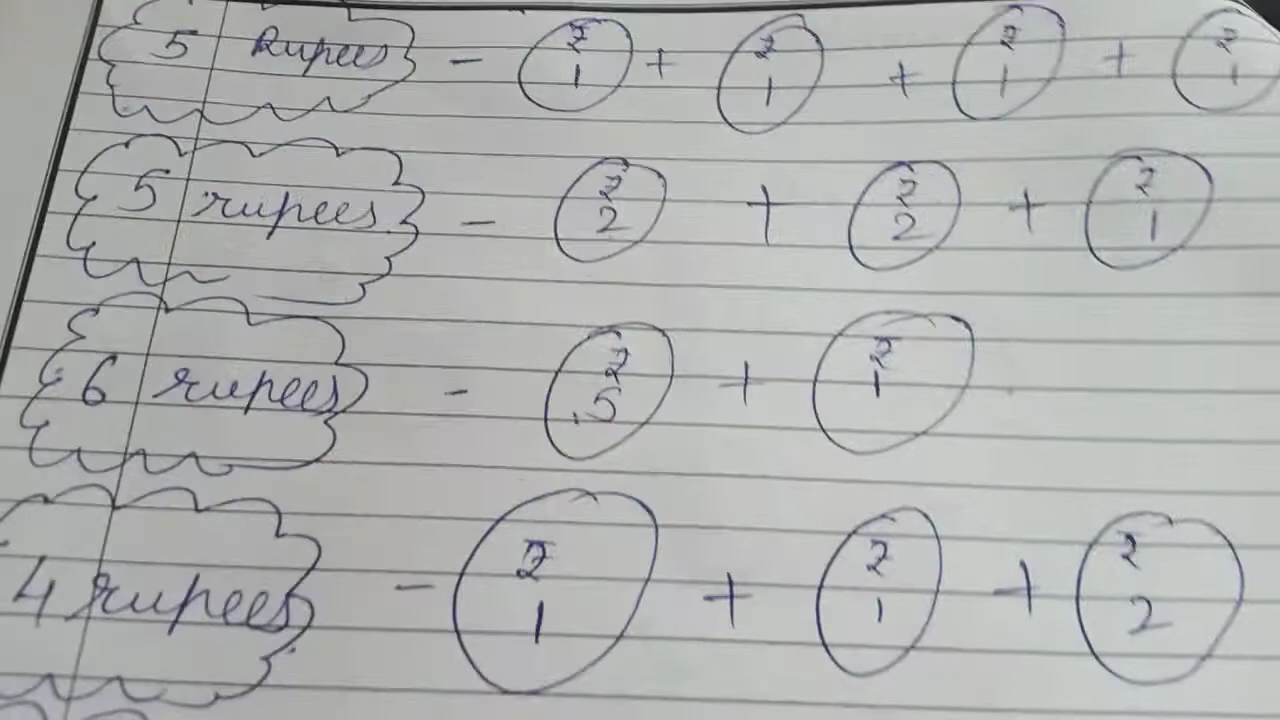 5 Rupees - ₹ 1 + ₹ 1 + ₹ 1 + ₹ 1
5 rupees - ₹ 2 + ₹ 2 + ₹ 1
6 rupees - ₹ 5 + ₹ 1
4 rupees - ₹ 1 + ₹ 1 + ₹ 2